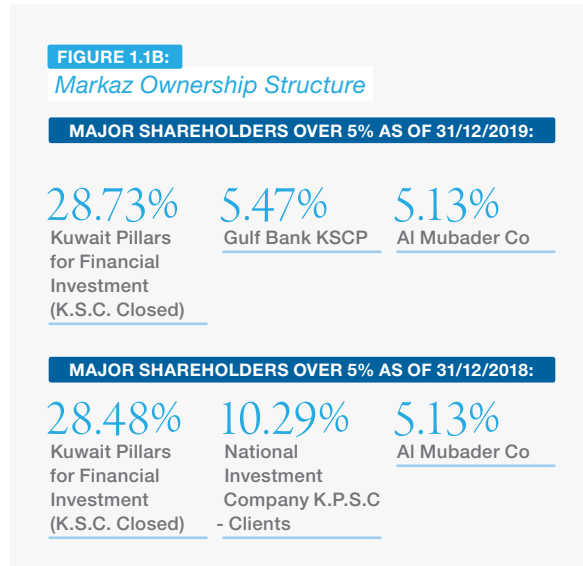 FIGURE 1.1B:
Markaz Ownership Structure
MAJOR SHAREHOLDERS OVER 5% AS OF 31/12/2019:
28.73%
Kuwait Pillars
for Financial
Investment
(K.S.C. Closed)
5.47%
Gulf Bank KSCP
5.13%
Al Mubader Co
MAJOR SHAREHOLDERS OVER 5% AS OF 31/12/2018:
28.48%
Kuwait Pillars
for Financial
Investment
(K.S.C. Closed)
10.29%
National
Investment
Company K.P.S.C
- Clients
5.13%
Al Mubader Co